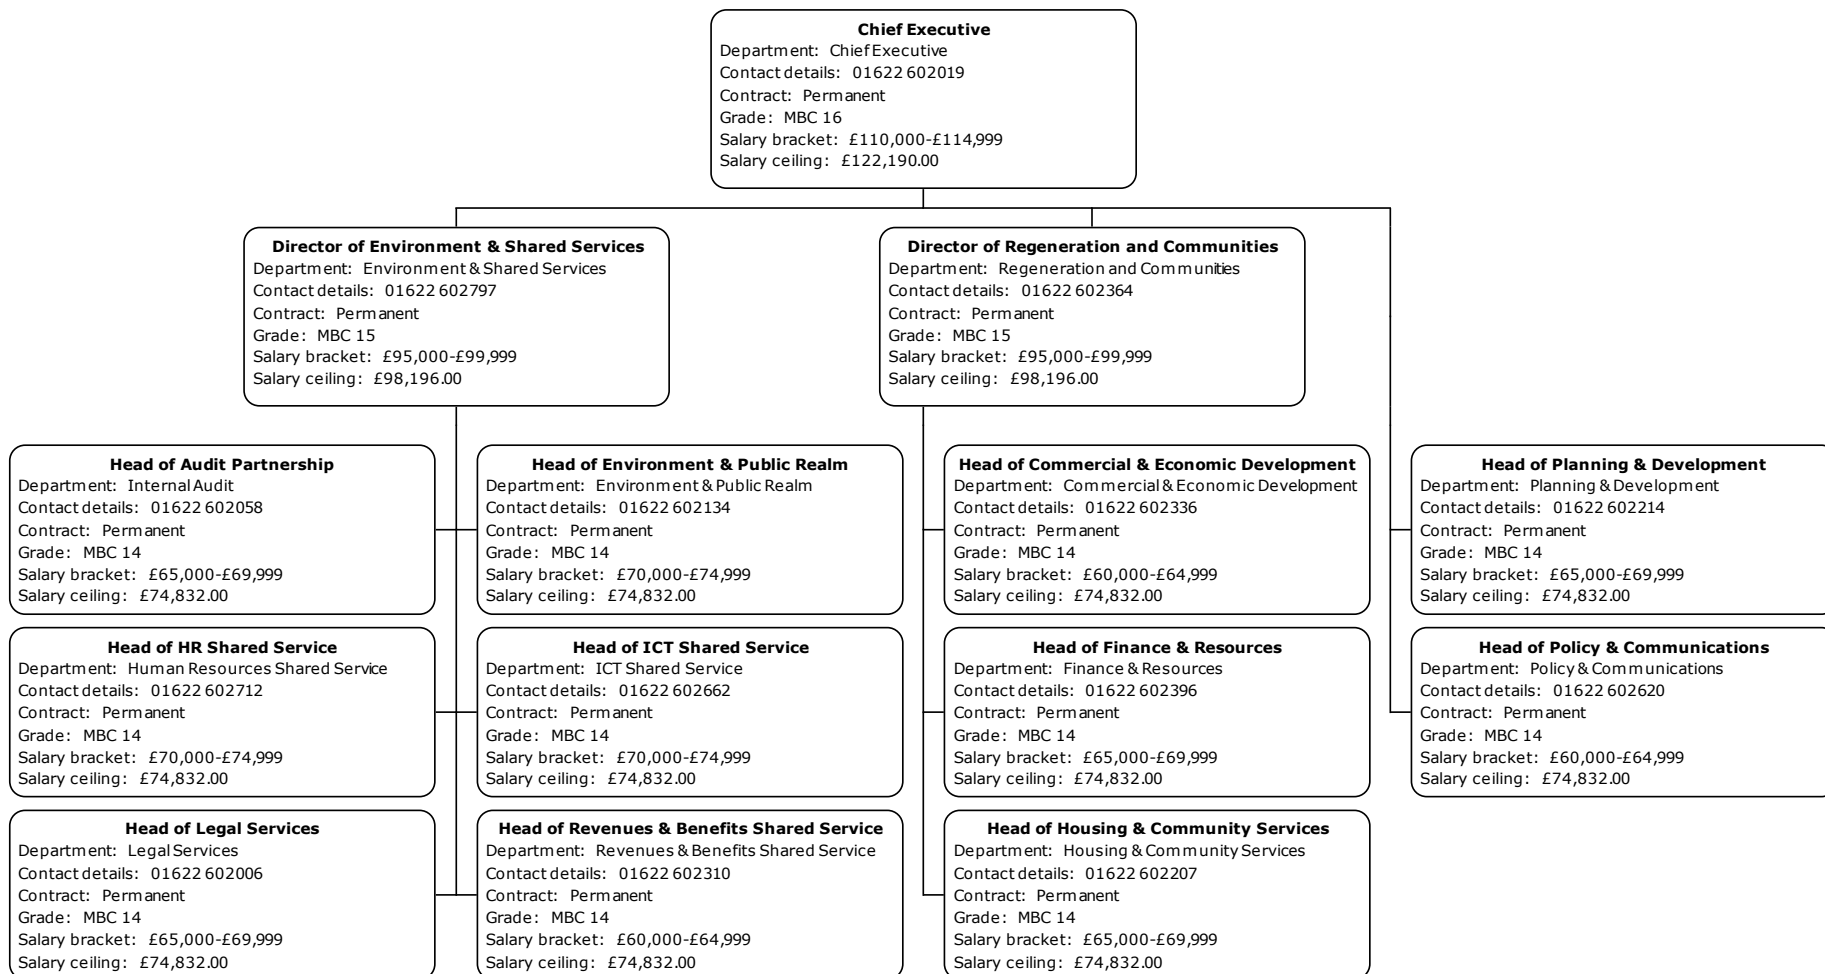 Chief Executive
Department: Chief Executive
Contact details: 01622 602019
Contract: Permanent
Grade: MBC 16
Salary bracket: £110,000-£114,999
Salary ceiling: £122,190.00
Director of Environment & Shared Services
Department: Environment & Shared Services
Contact details: 01622 602797
Contract: Permanent
Grade: MBC 15
Salary bracket: £95,000-£99,999
Salary ceiling: £98,196.00
Director of Regeneration and Communities
Department: Regeneration and Communities
Contact details: 01622 602364
Contract: Permanent
Grade: MBC 15
Salary bracket: £95,000-£99,999
Salary ceiling: £98,196.00
Head of Audit Partnership
Department: Internal Audit
Contact details: 01622 602058
Contract: Permanent
Grade: MBC 14
Salary bracket: £65,000-£69,999
Salary ceiling: £74,832.00
Head of Environment & Public Realm
Department: Environment & Public Realm
Contact details: 01622 602134
Contract: Permanent
Grade: MBC 14
Salary bracket: £70,000-£74,999
Salary ceiling: £74,832.00
Head of Commercial & Economic Development
Department: Commercial & Economic Development
Contact details: 01622 602336
Contract: Permanent
Grade: MBC 14
Salary bracket: £60,000-£64,999
Salary ceiling: £74,832.00
Head of Planning & Development
Department: Planning & Development
Contact details: 01622 602214
Contract: Permanent
Grade: MBC 14
Salary bracket: £65,000-£69,999
Salary ceiling: £74,832.00
Head of HR Shared Service
Department: Human Resources Shared Service
Contact details: 01622 602712
Contract: Permanent
Grade: MBC 14
Salary bracket: £70,000-£74,999
Salary ceiling: £74,832.00
Head of ICT Shared Service
Department: ICT Shared Service
Contact details: 01622 602662
Contract: Permanent
Grade: MBC 14
Salary bracket: £70,000-£74,999
Salary ceiling: £74,832.00
Head of Finance & Resources
Department: Finance & Resources
Contact details: 01622 602396
Contract: Permanent
Grade: MBC 14
Salary bracket: £65,000-£69,999
Salary ceiling: £74,832.00
Head of Policy & Communications
Department: Policy & Communications
Contact details: 01622 602620
Contract: Permanent
Grade: MBC 14
Salary bracket: £60,000-£64,999
Salary ceiling: £74,832.00
Head of Legal Services
Department: Legal Services
Contact details: 01622 602006
Contract: Permanent
Grade: MBC 14
Salary bracket: £65,000-£69,999
Salary ceiling: £74,832.00
Head of Revenues & Benefits Shared Service
Department: Revenues & Benefits Shared Service
Contact details: 01622 602310
Contract: Permanent
Grade: MBC 14
Salary bracket: £60,000-£64,999
Salary ceiling: £74,832.00
Head of Housing & Community Services
Department: Housing & Community Services
Contact details: 01622 602207
Contract: Permanent
Grade: MBC 14
Salary bracket: £65,000-£69,999
Salary ceiling: £74,832.00